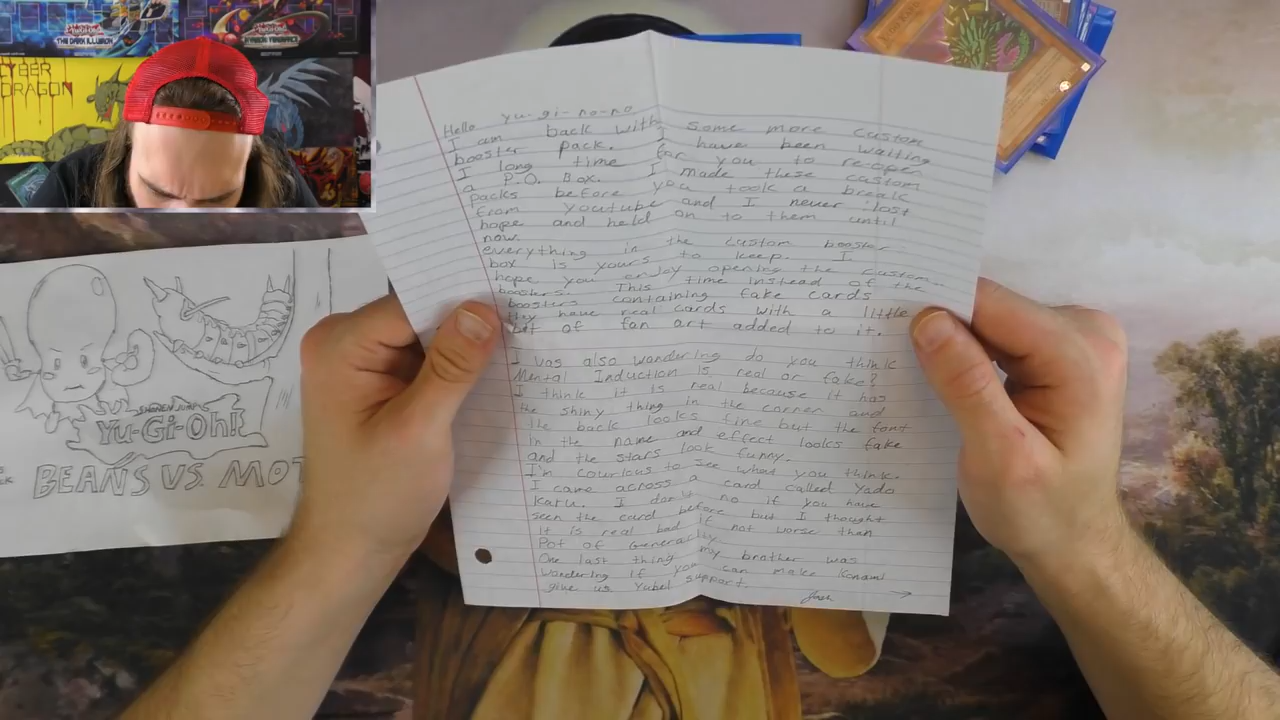 THE DARK ILLUSION
CYBER
DRAGON
Hello yu-gi-no-no
I am back with some more custom
booster pack. I have been waiting
a long time for you to reopen
a P.O. Box. I made these custom
packs before you took a break
from youtube and I never lost
hope and held on to them until
now.
everything in the custom booster
box is yours to keep. I
hope you enjoy opening the custom
boosters. This time instead of the
boosters containing fake cards
they have real cards with a little
bit of fan art added to it.
I was also wondering do you think
Mental Induction is real or fake?
I think it is real because it has
the shiny thing in the corner and
the back looks fine but the font
in the name and effect looks fake
and the stars look funny.
I'm courious to see what you think.
I came across a card called Yado
Karu. I don't no if you have
seen the card before but I thought
it is real bad if not worse than
Pot of Generosity
One last thing my brother was
wondering if you can make Konami
give us Yubel support.
Josh →
SHONEN JUMP
Yu-Gi-Oh!
BEANS VS. MOT